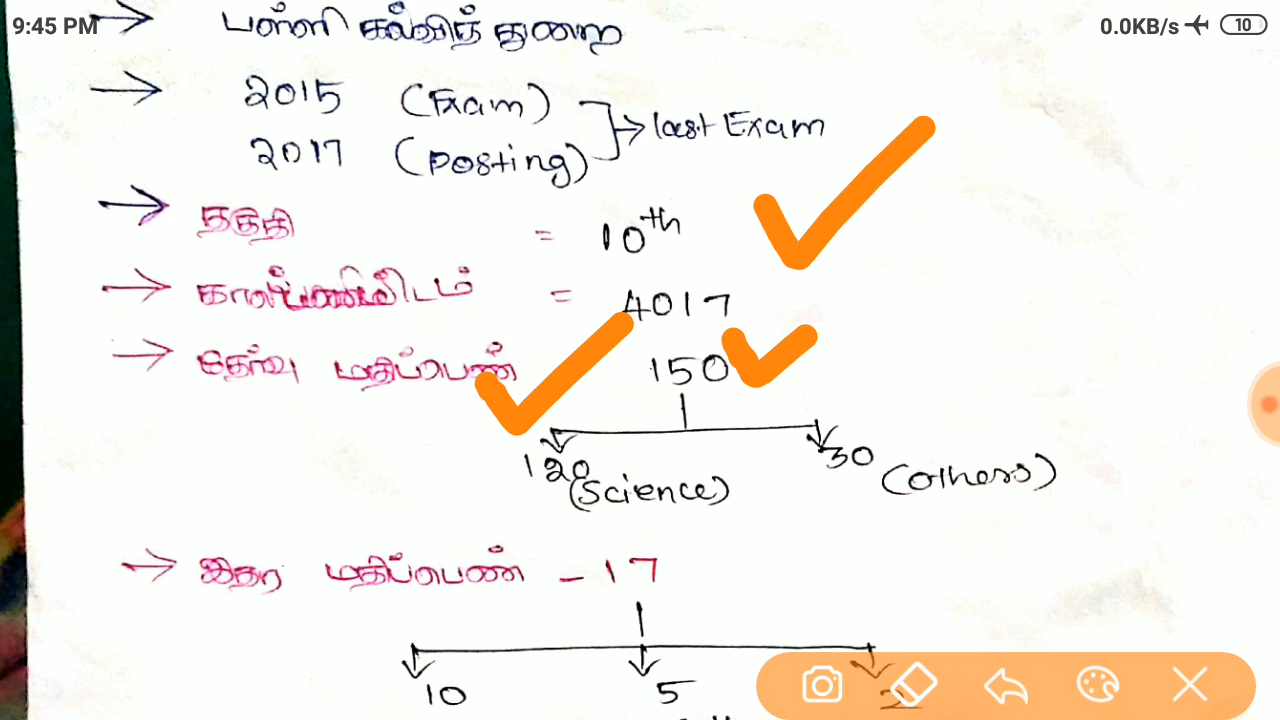 9:45 PM 0.0KB/s 10
→ பள்ளி கல்வித் துறை
→ 2015 (Exam)
2017 (posting) → last Exam
→ தகுதி = 10th
→ காலிப்பணியிடம் = 4017
→ தேர்வு மதிப்பெண் 150
120 (Science) 30 (others)
→ இதர மதிப்பெண் - 17
10 5 2